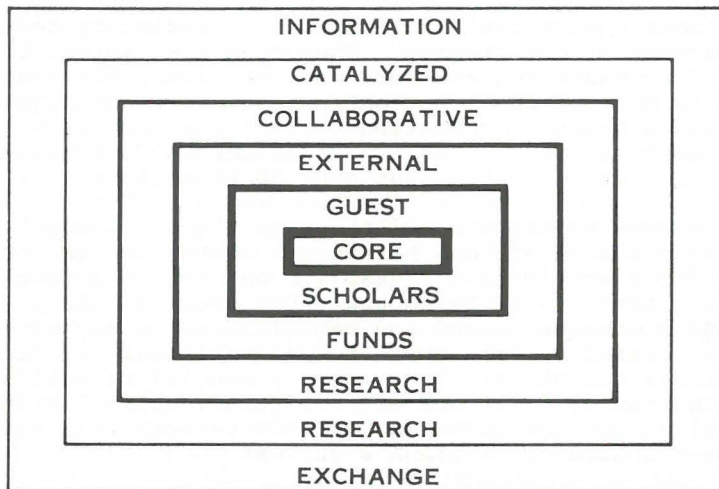 INFORMATION
CATALYZED
COLLABORATIVE
EXTERNAL
GUEST
CORE
SCHOLARS
FUNDS
RESEARCH
RESEARCH
EXCHANGE